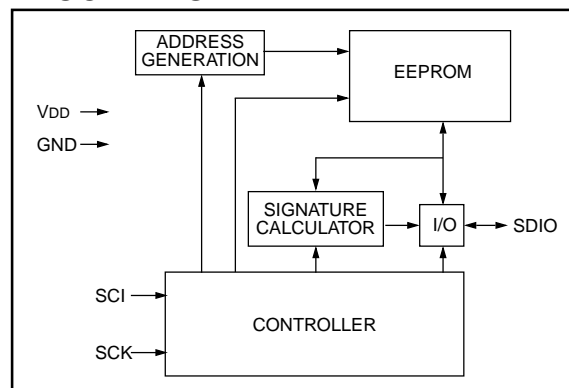 ADDRESS
GENERATION
EEPROM
VDD
GND
SIGNATURE
CALCULATOR
I/O
SDIO
SCI
CONTROLLER
SCK